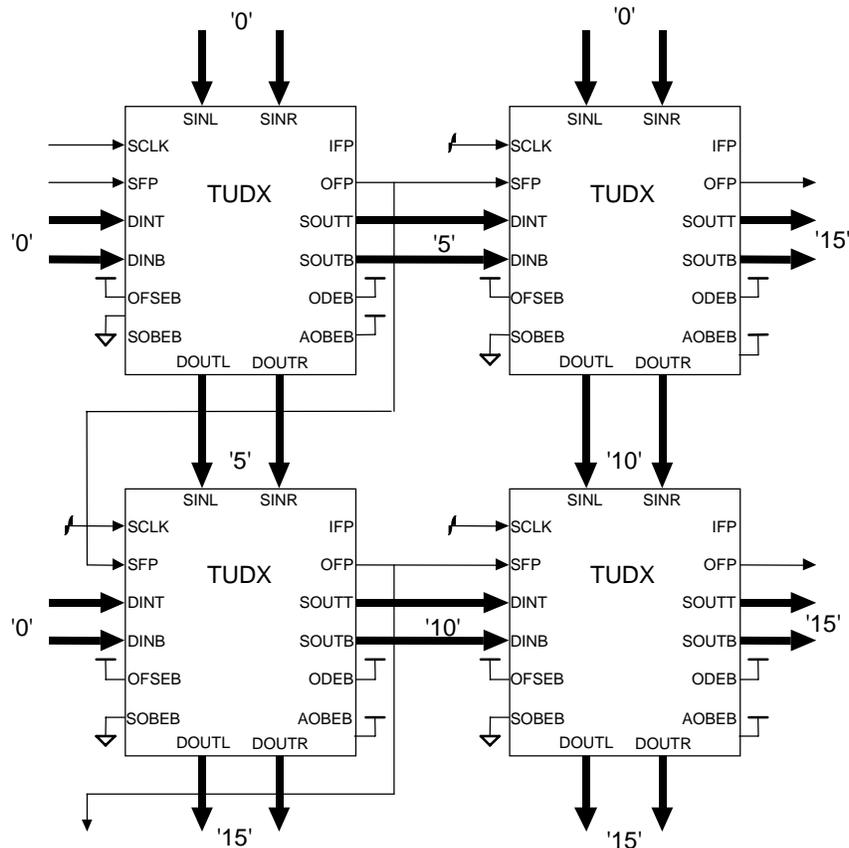 '0' '0'
SINL SINR SINL SINR
SCLK IFP SCLK IFP
SFP OFP SFP OFP
TUDX TUDX
DINT SOUTT DINT SOUTT
'0' '5' '15'
DINB SOUTB DINB SOUTB
OFSEB ODEB OFSEB ODEB
SOBEB AOBEB SOBEB AOBEB
DOUTL DOUTR DOUTL DOUTR
'5' '10'
SINL SINR SINL SINR
SCLK IFP SCLK IFP
SFP OFP SFP OFP
TUDX TUDX
DINT SOUTT DINT SOUTT
'0' '10' '15'
DINB SOUTB DINB SOUTB
OFSEB ODEB OFSEB ODEB
SOBEB AOBEB SOBEB AOBEB
DOUTL DOUTR DOUTL DOUTR
'15' '15'